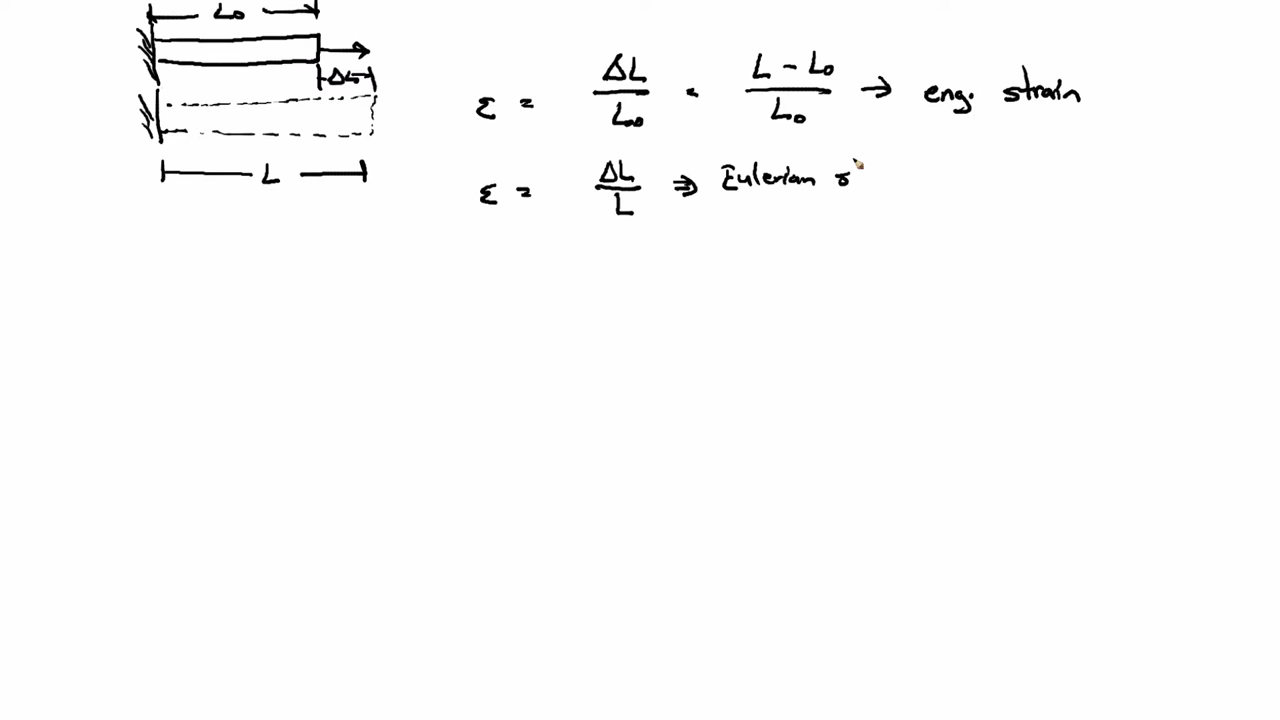 L₀
ΔL
L
ε = ΔL/L₀ = (L - L₀)/L₀ → eng. strain
ε = ΔL/L ⇒ Eulerian